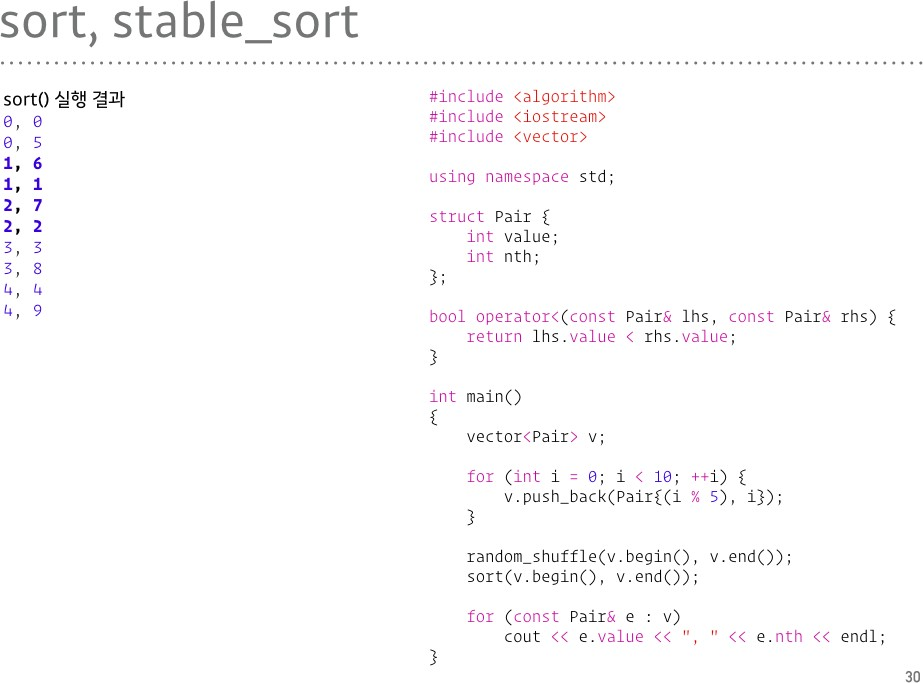 sort, stable_sort
sort() 실행 결과
0, 0
0, 5
1, 6
1, 1
2, 7
2, 2
3, 3
3, 8
4, 4
4, 9
#include <algorithm>
#include <iostream>
#include <vector>
using namespace std;
struct Pair {
    int value;
    int nth;
};
bool operator<(const Pair& lhs, const Pair& rhs) {
    return lhs.value < rhs.value;
}
int main()
{
    vector<Pair> v;
    for (int i = 0; i < 10; ++i) {
        v.push_back(Pair{(i % 5), i});
    }
    random_shuffle(v.begin(), v.end());
    sort(v.begin(), v.end());
    for (const Pair& e : v)
        cout << e.value << ", " << e.nth << endl;
}
30